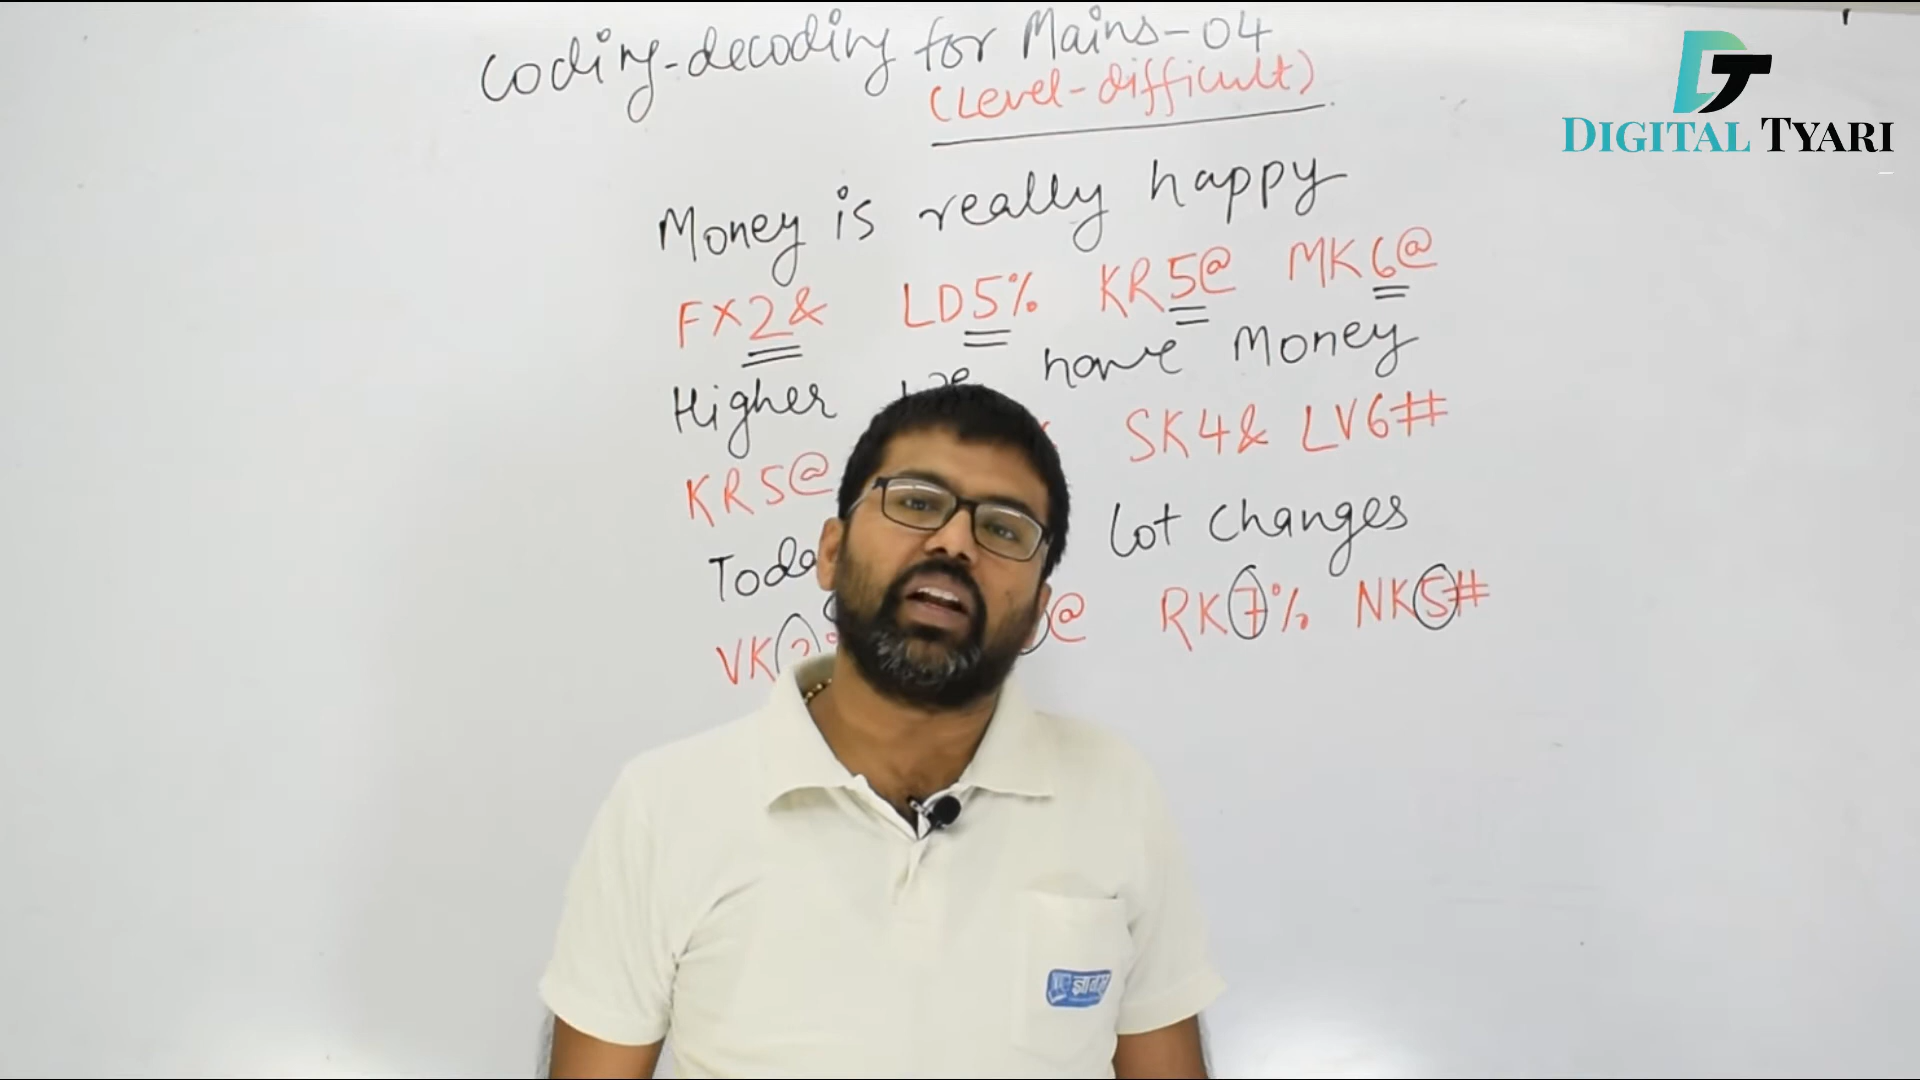 Coding-decoding for Mains-04
(Level-difficult)
DIGITAL TYARI
Money is really happy
FX2& LD5% KR5@ MK6@
Higher have Money
KR5@ SK4& LV6#
lot changes
@ RK7% NK5#